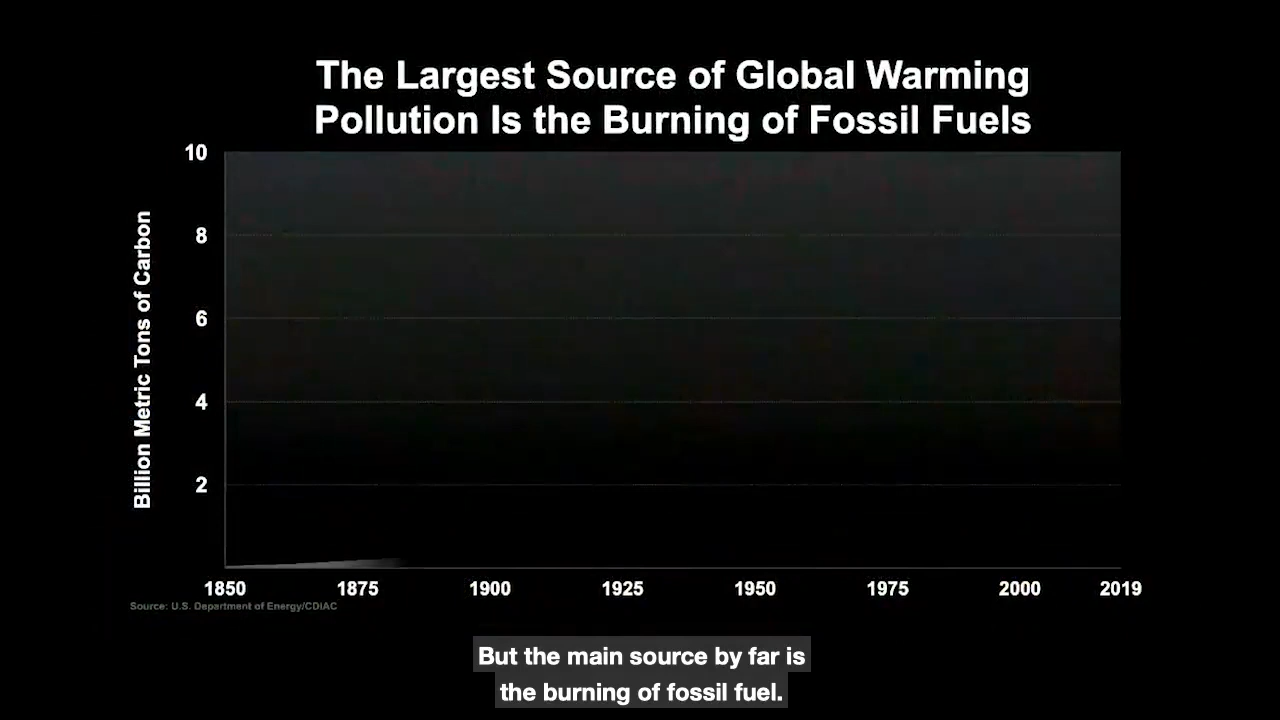 The Largest Source of Global Warming
Pollution Is the Burning of Fossil Fuels
10
8
6
4
2
Billion Metric Tons of Carbon
1850 1875 1900 1925 1950 1975 2000 2019
Source: U.S. Department of Energy/CDIAC
But the main source by far is
the burning of fossil fuel.